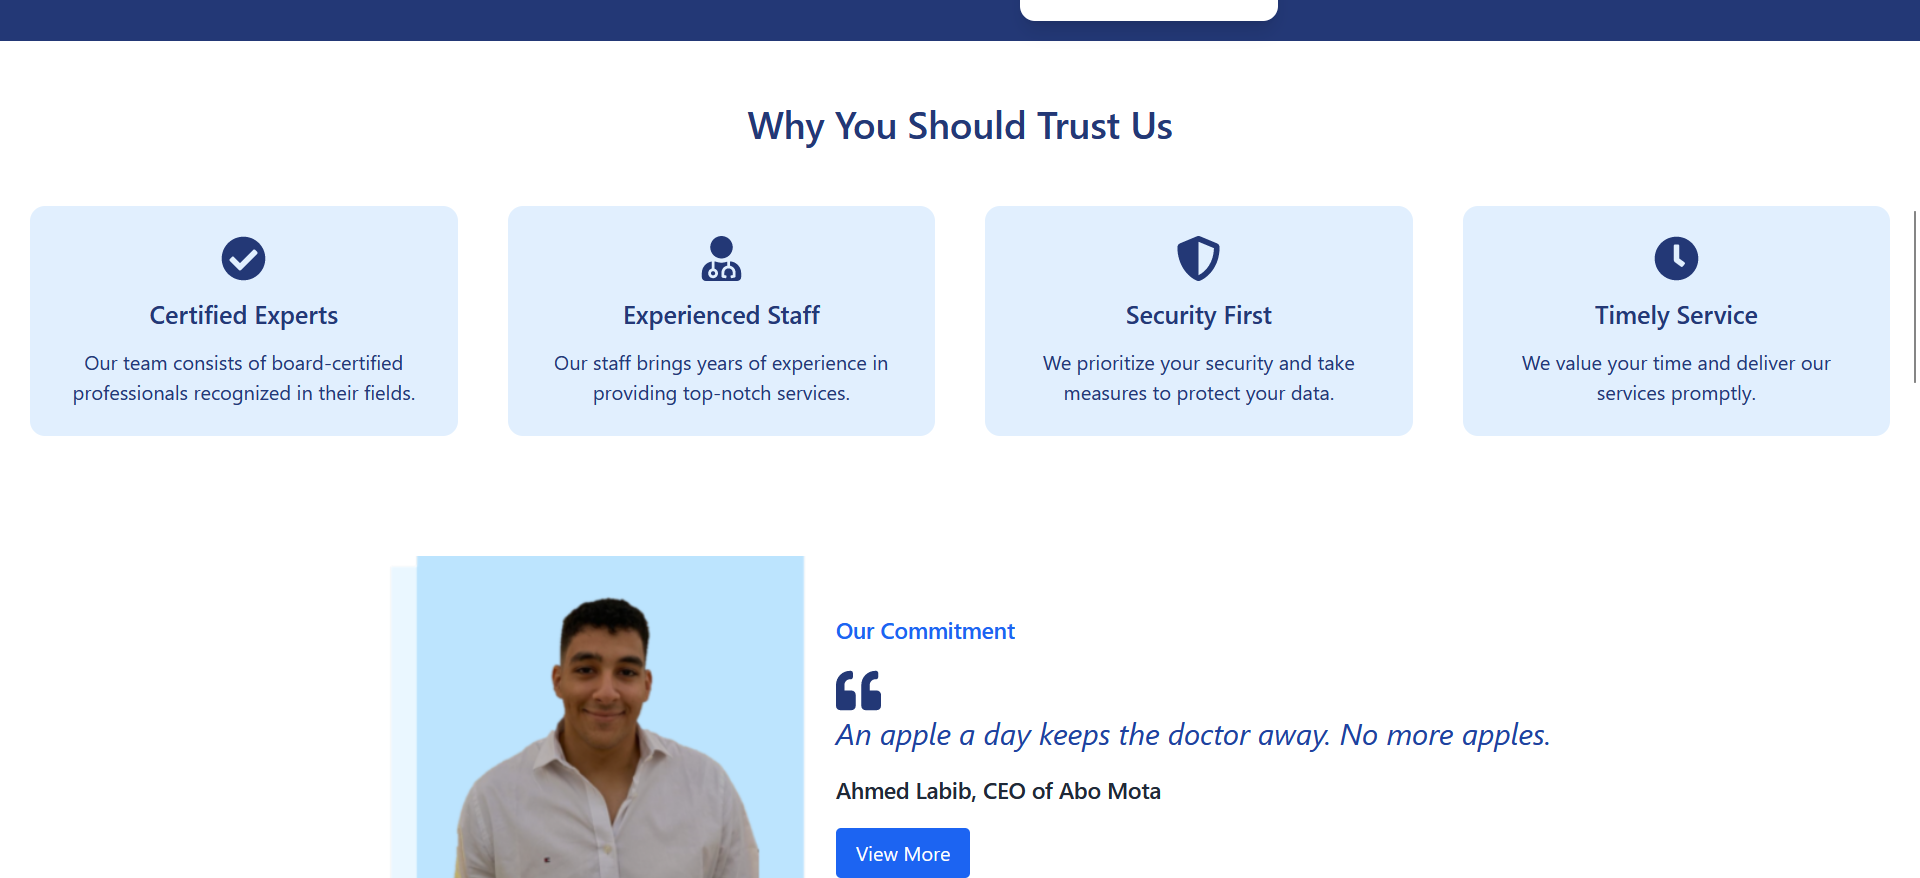 Why You Should Trust Us
Certified Experts
Our team consists of board-certified
professionals recognized in their fields.
Experienced Staff
Our staff brings years of experience in
providing top-notch services.
Security First
We prioritize your security and take
measures to protect your data.
Timely Service
We value your time and deliver our
services promptly.
Our Commitment
An apple a day keeps the doctor away. No more apples.
Ahmed Labib, CEO of Abo Mota
View More